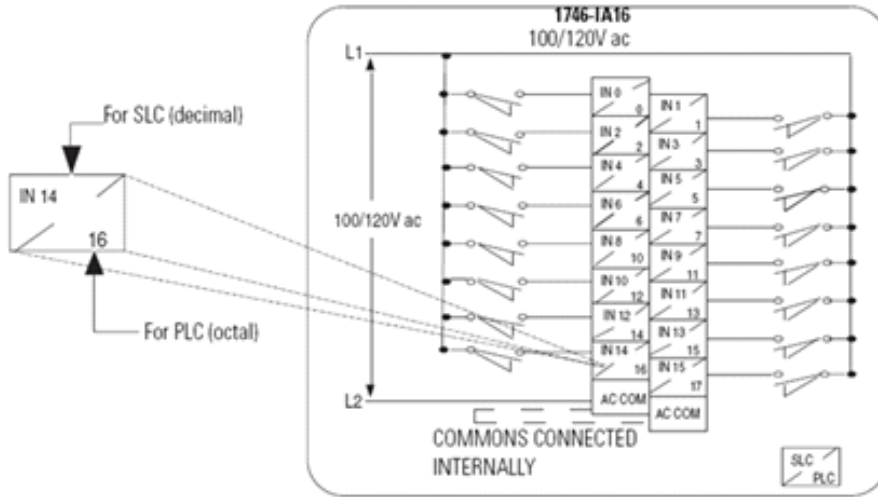 1746-IA16
100/120V ac
L1
For SLC (decimal)
IN 14
16
For PLC (octal)
100/120V ac
IN 0
0
IN 1
1
IN 2
2
IN 3
3
IN 4
4
IN 5
5
IN 6
6
IN 7
7
IN 8
10
IN 9
11
IN 10
12
IN 11
13
IN 12
14
IN 13
15
IN 14
16
IN 15
17
L2
AC COM
AC COM
COMMONS CONNECTED
INTERNALLY
SLC
PLC